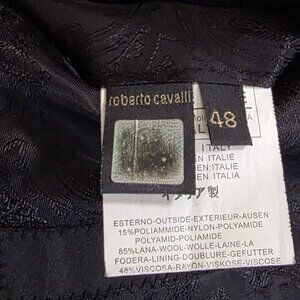 roberto cavalli
48
ITALY
EN ITALIE
EN ITALIEN
イタリア製
ESTERNO-OUTSIDE-EXTERIEUR-AUSEN
15%POLIAMMIDE-NYLON-POLYAMIDE-
POLYAMID-POLIAMIDE
85%LANA-WOOL-WOLLE-LAINE-LA
FODERA-LINING-DOUBLURE-GEFUTTER
48%VISCOSA-RAYON-VISKOSE-VISCOSE